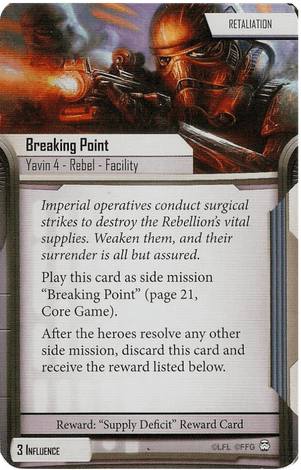 RETALIATION
Breaking Point
Yavin 4 - Rebel - Facility
Imperial operatives conduct surgical
strikes to destroy the Rebellion's vital
supplies. Weaken them, and their
surrender is all but assured.
Play this card as side mission
"Breaking Point" (page 21,
Core Game).
After the heroes resolve any other
side mission, discard this card and
receive the reward listed below.
Reward: "Supply Deficit" Reward Card
3 INFLUENCE
©LFL ©FFG